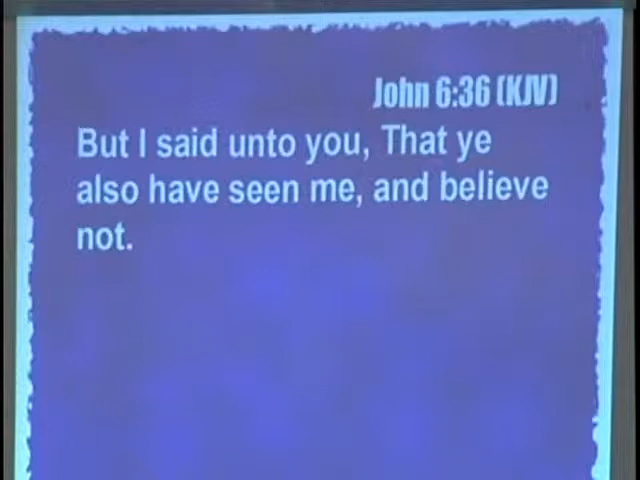 John 6:36 (KJV)
But I said unto you, That ye
also have seen me, and believe
not.